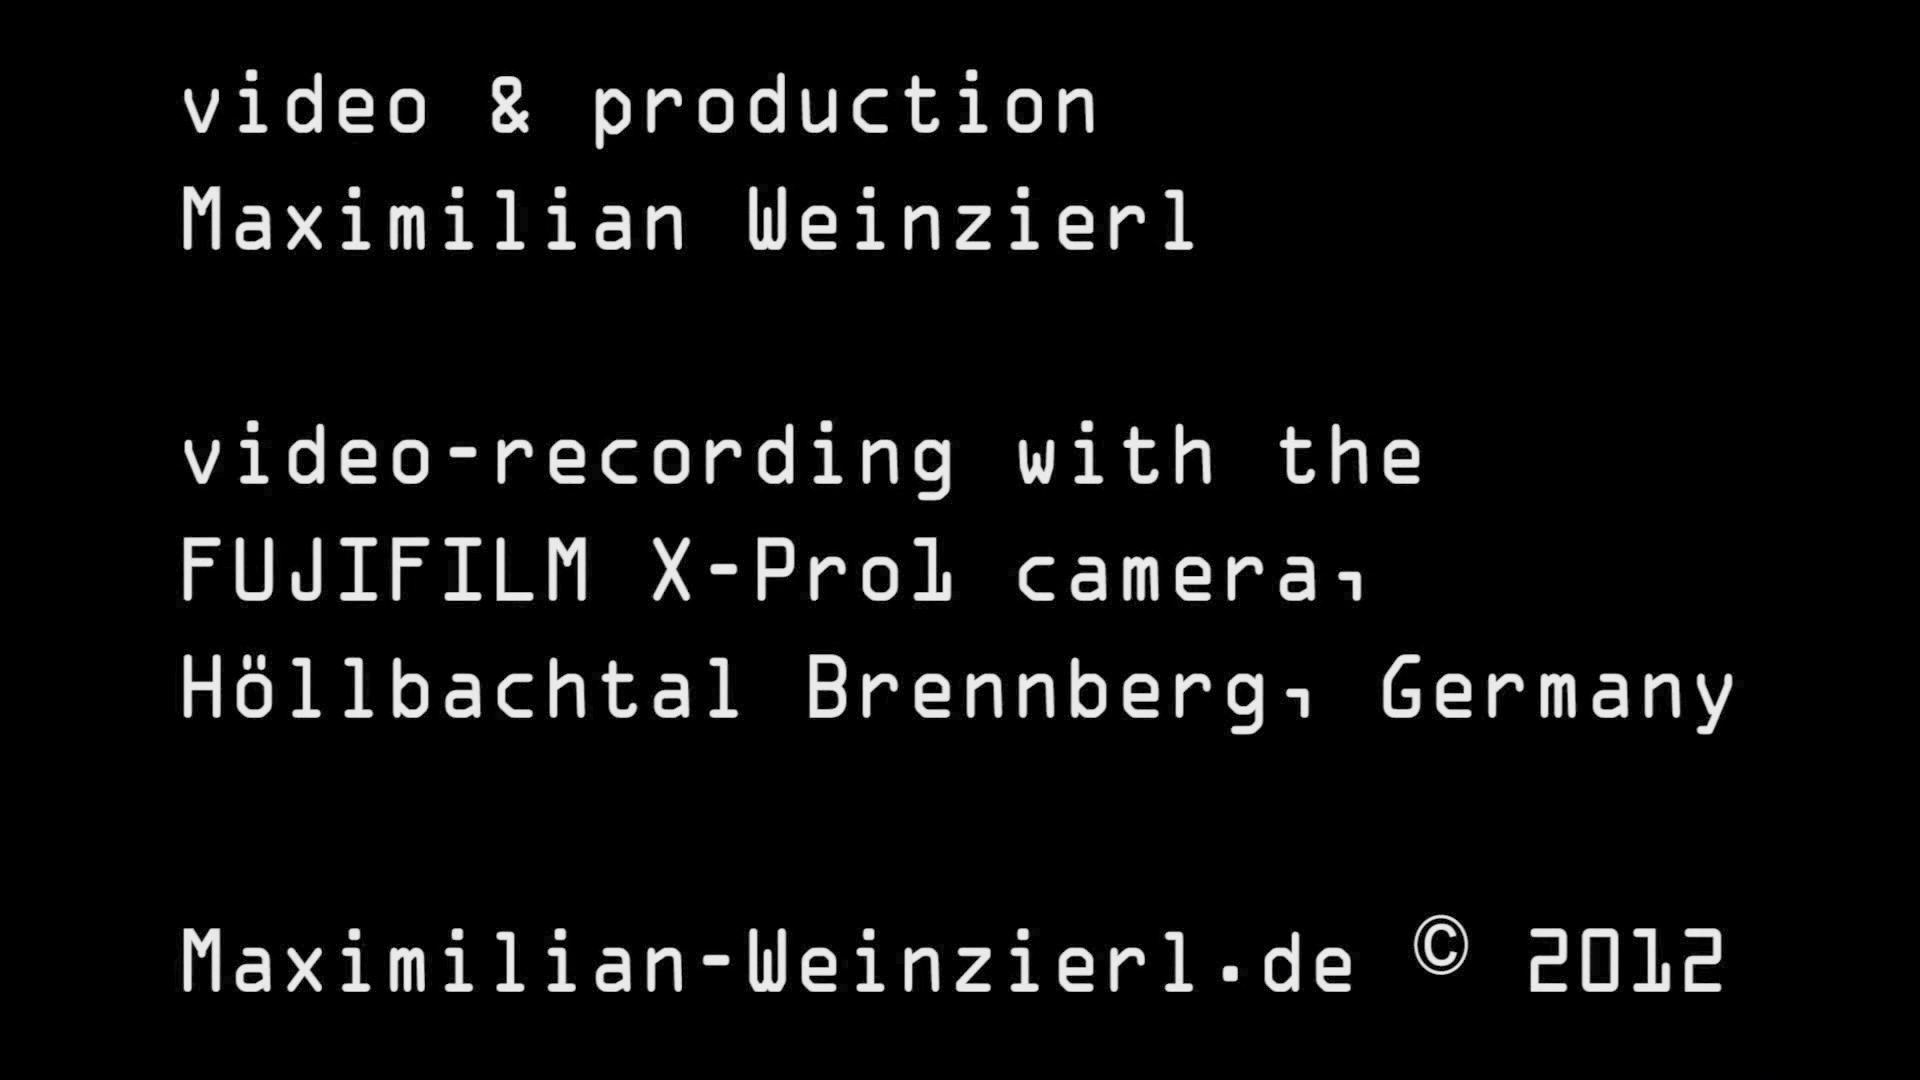 video & production
Maximilian Weinzierl
video-recording with the
FUJIFILM X-Pro1 camera,
Höllbachtal Brennberg, Germany
Maximilian-Weinzierl.de © 2012